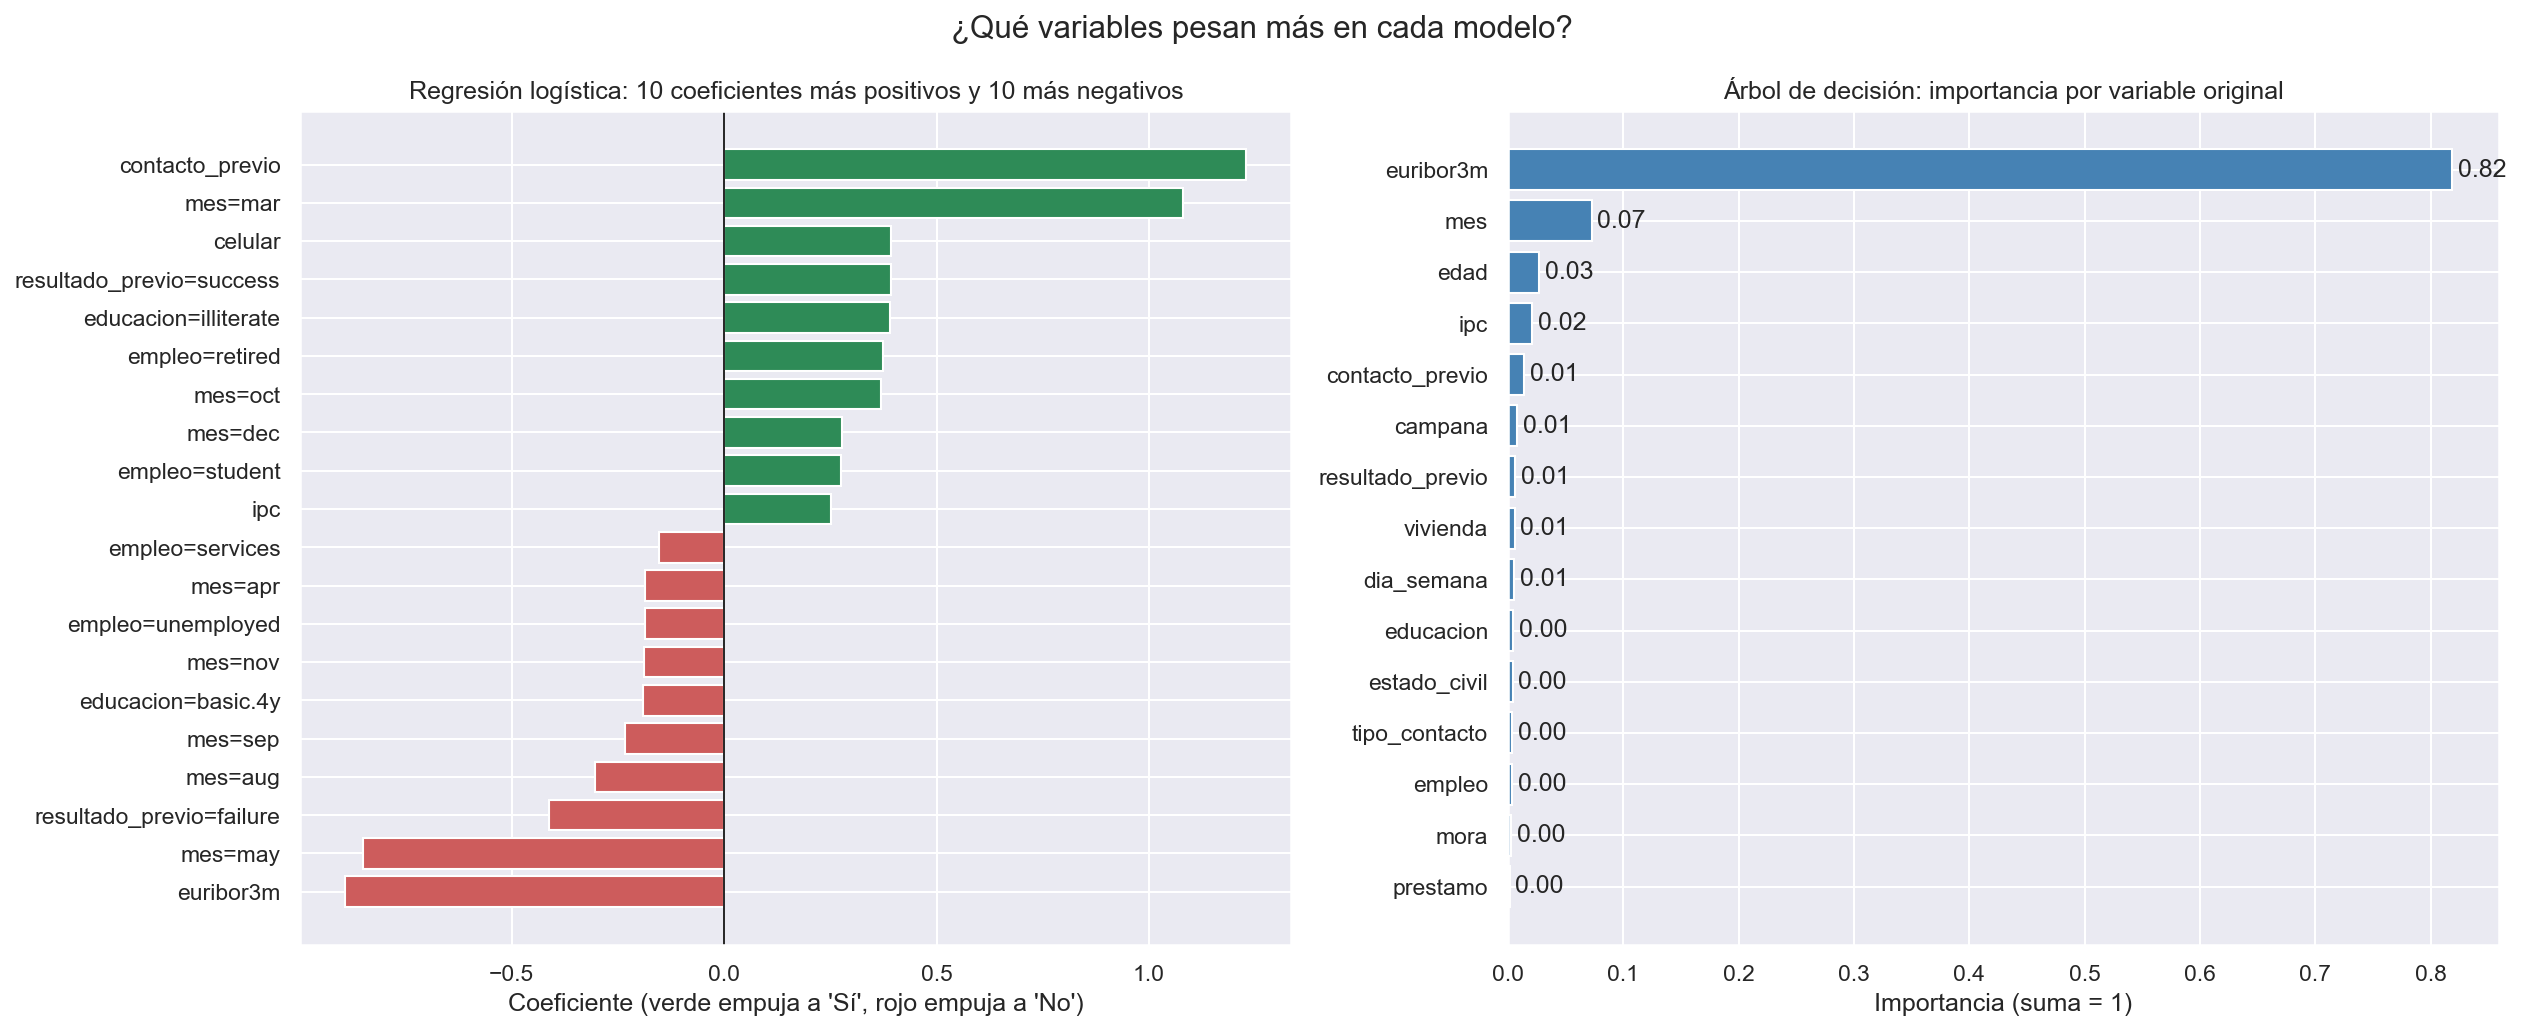 ¿Qué variables pesan más en cada modelo?
Regresión logística: 10 coeficientes más positivos y 10 más negativos
contacto_previo
mes=mar
celular
resultado_previo=success
educacion=illiterate
empleo=retired
mes=oct
mes=dec
empleo=student
ipc
empleo=services
mes=apr
empleo=unemployed
mes=nov
educacion=basic.4y
mes=sep
mes=aug
resultado_previo=failure
mes=may
euribor3m
−0.5 0.0 0.5 1.0
Coeficiente (verde empuja a 'Sí', rojo empuja a 'No')
Árbol de decisión: importancia por variable original
euribor3m 0.82
mes 0.07
edad 0.03
ipc 0.02
contacto_previo 0.01
campana 0.01
resultado_previo 0.01
vivienda 0.01
dia_semana 0.01
educacion 0.00
estado_civil 0.00
tipo_contacto 0.00
empleo 0.00
mora 0.00
prestamo 0.00
0.0 0.1 0.2 0.3 0.4 0.5 0.6 0.7 0.8
Importancia (suma = 1)